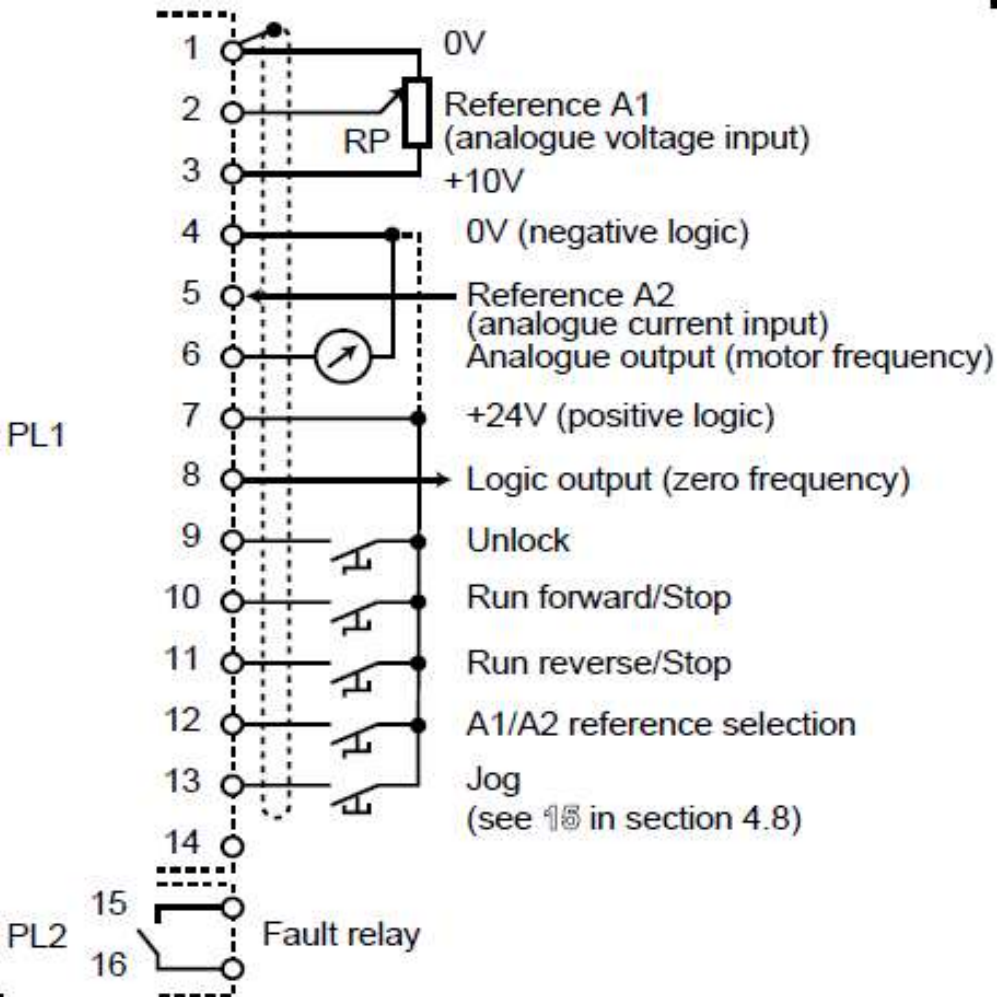 1 0V
2 Reference A1
RP (analogue voltage input)
3 +10V
4 0V (negative logic)
5 Reference A2
(analogue current input)
6 Analogue output (motor frequency)
7 +24V (positive logic)
PL1
8 Logic output (zero frequency)
9 Unlock
10 Run forward/Stop
11 Run reverse/Stop
12 A1/A2 reference selection
13 Jog
(see 15 in section 4.8)
14
15
PL2 Fault relay
16